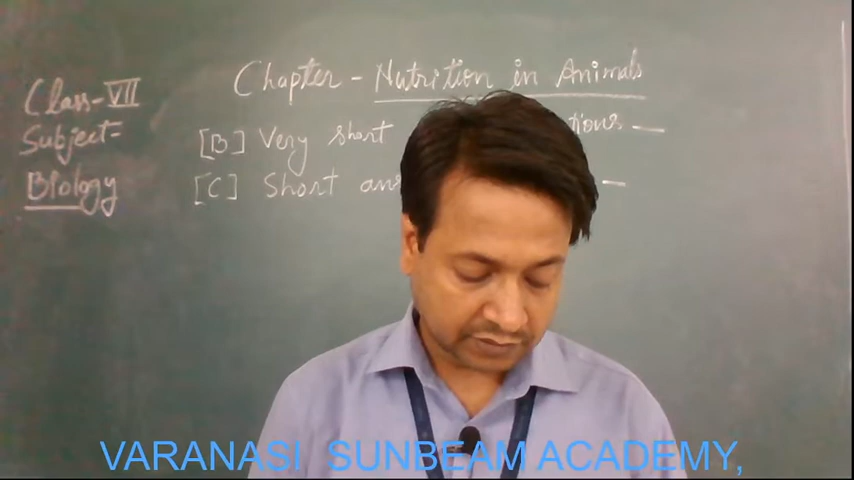 Chapter - Nutrition in Animals
Class-VII
Subject-
Biology
[B] Very short
[C] Short
VARANASI SUNBEAM ACADEMY,